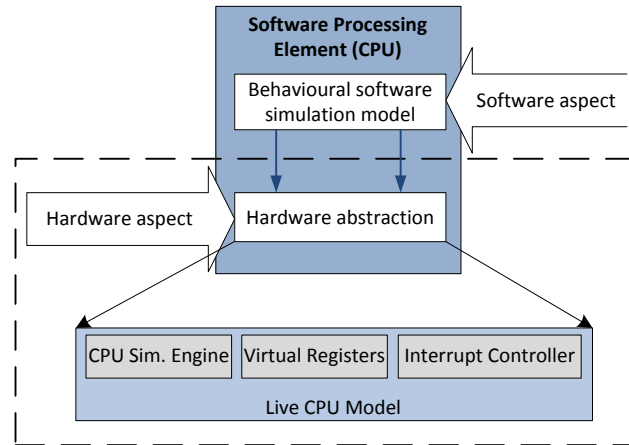 Software Processing
Element (CPU)
Behavioural software
simulation model
Software aspect
Hardware aspect
Hardware abstraction
CPU Sim. Engine
Virtual Registers
Interrupt Controller
Live CPU Model